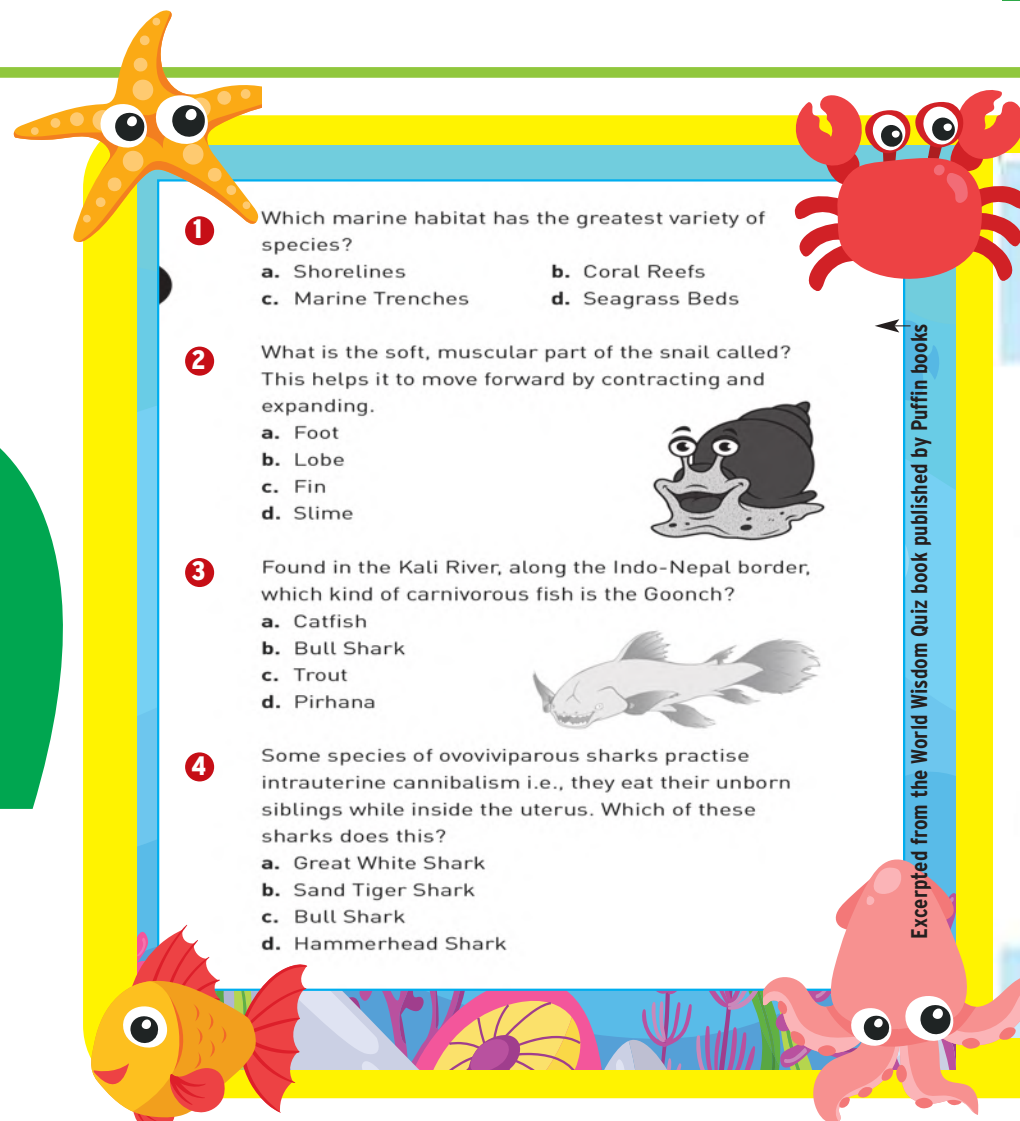 1
Which marine habitat has the greatest variety of
species?
a. Shorelines b. Coral Reefs
c. Marine Trenches d. Seagrass Beds
2
What is the soft, muscular part of the snail called?
This helps it to move forward by contracting and
expanding.
a. Foot
b. Lobe
c. Fin
d. Slime
3
Found in the Kali River, along the Indo-Nepal border,
which kind of carnivorous fish is the Goonch?
a. Catfish
b. Bull Shark
c. Trout
d. Pirhana
4
Some species of ovoviviparous sharks practise
intrauterine cannibalism i.e., they eat their unborn
siblings while inside the uterus. Which of these
sharks does this?
a. Great White Shark
b. Sand Tiger Shark
c. Bull Shark
d. Hammerhead Shark
Excerpted from the World Wisdom Quiz book published by Puffin books